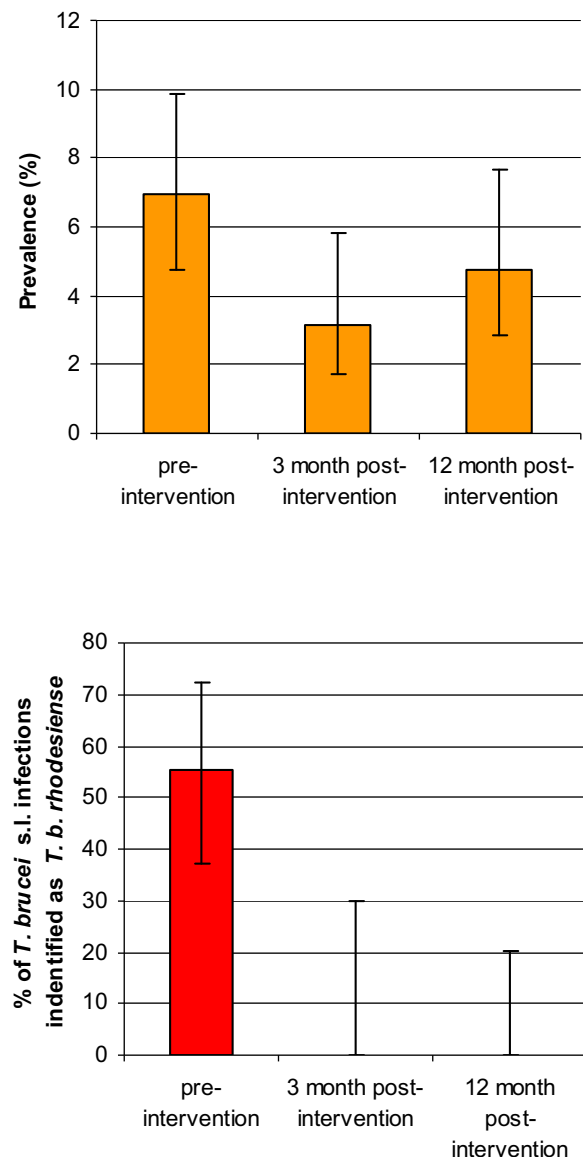 Prevalence (%)
12
10
8
6
4
2
0
pre-
intervention
3 month post-
intervention
12 month post-
intervention
% of T. brucei s.l. infections
indentified as T. b. rhodesiense
80
70
60
50
40
30
20
10
0
pre-
intervention
3 month post-
intervention
12 month
post-
intervention